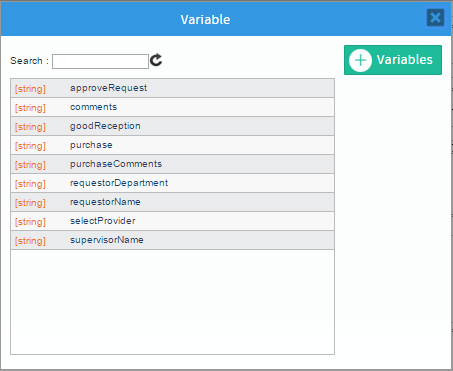 Variable
Search :
Variables
[string] approveRequest
[string] comments
[string] goodReception
[string] purchase
[string] purchaseComments
[string] requestorDepartment
[string] requestorName
[string] selectProvider
[string] supervisorName